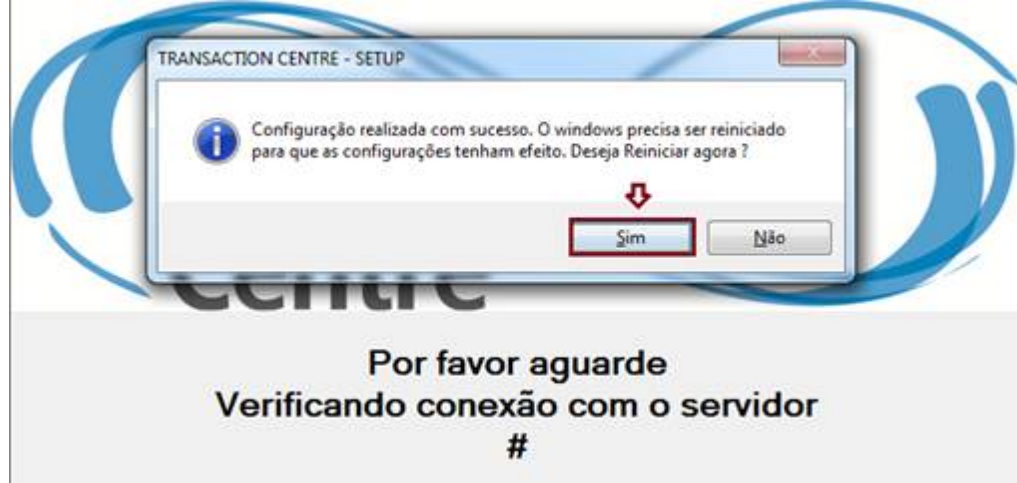 TRANSACTION CENTRE - SETUP
Configuração realizada com sucesso. O windows precisa ser reiniciado
para que as configurações tenham efeito. Deseja Reiniciar agora ?
Sim
Não
Centre
Por favor aguarde
Verificando conexão com o servidor
#